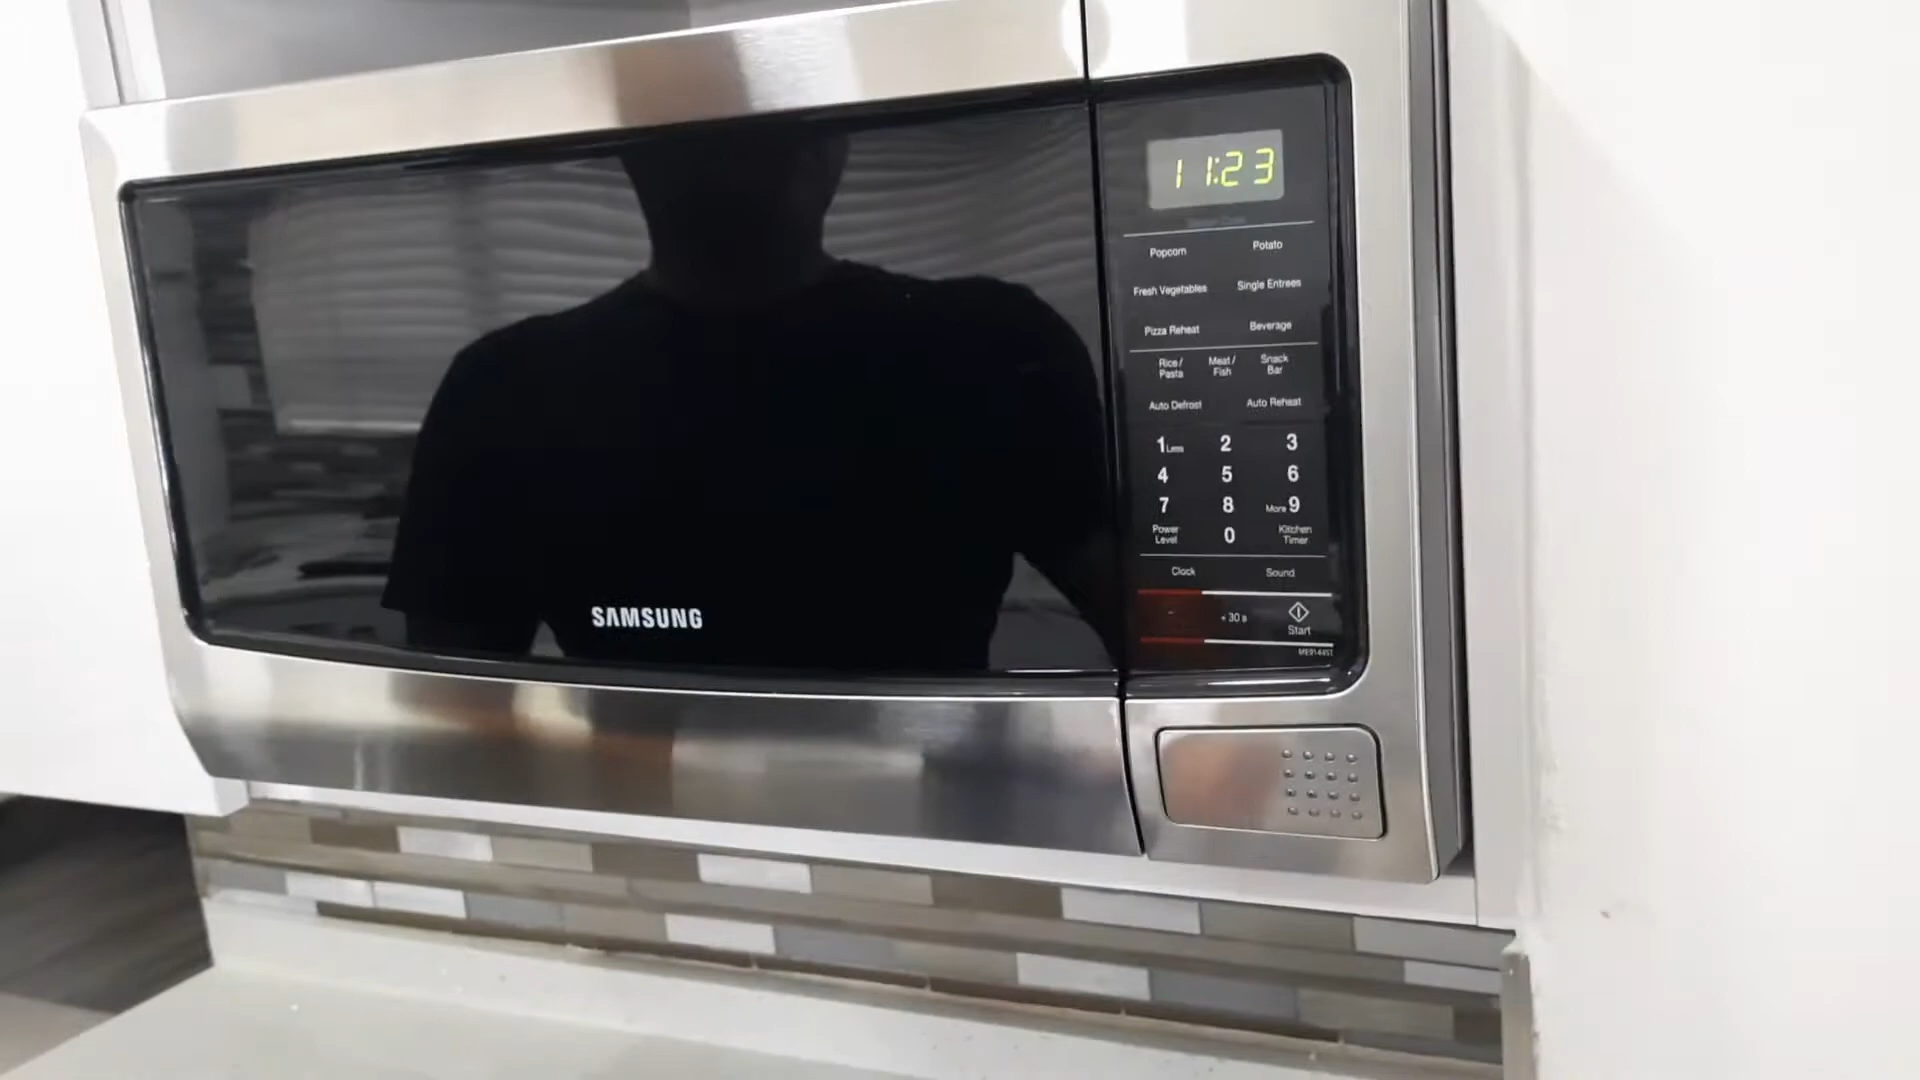 11:23
Popcorn Potato
Fresh Vegetables Single Entrees
Pizza Reheat Beverage
Rice/ Meat/ Snack
Pasta Fish Bar
Auto Defrost Auto Reheat
1 Less 2 3
4 5 6
7 8 More 9
Power Kitchen
Level 0 Timer
Clock Sound
+30 s
Start
ME9144ST
SAMSUNG